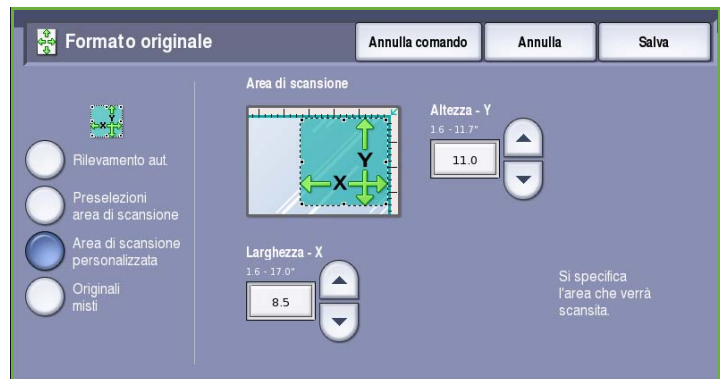 Formato originale
Annulla comando
Annulla
Salva
Rilevamento aut.
Preselezioni
area di scansione
Area di scansione
personalizzata
Originali
misti
Area di scansione
Y
X
Altezza - Y
1.6 - 11.7"
11.0
Larghezza - X
1.6 - 17.0"
8.5
Si specifica
l'area che verrà
scansita.